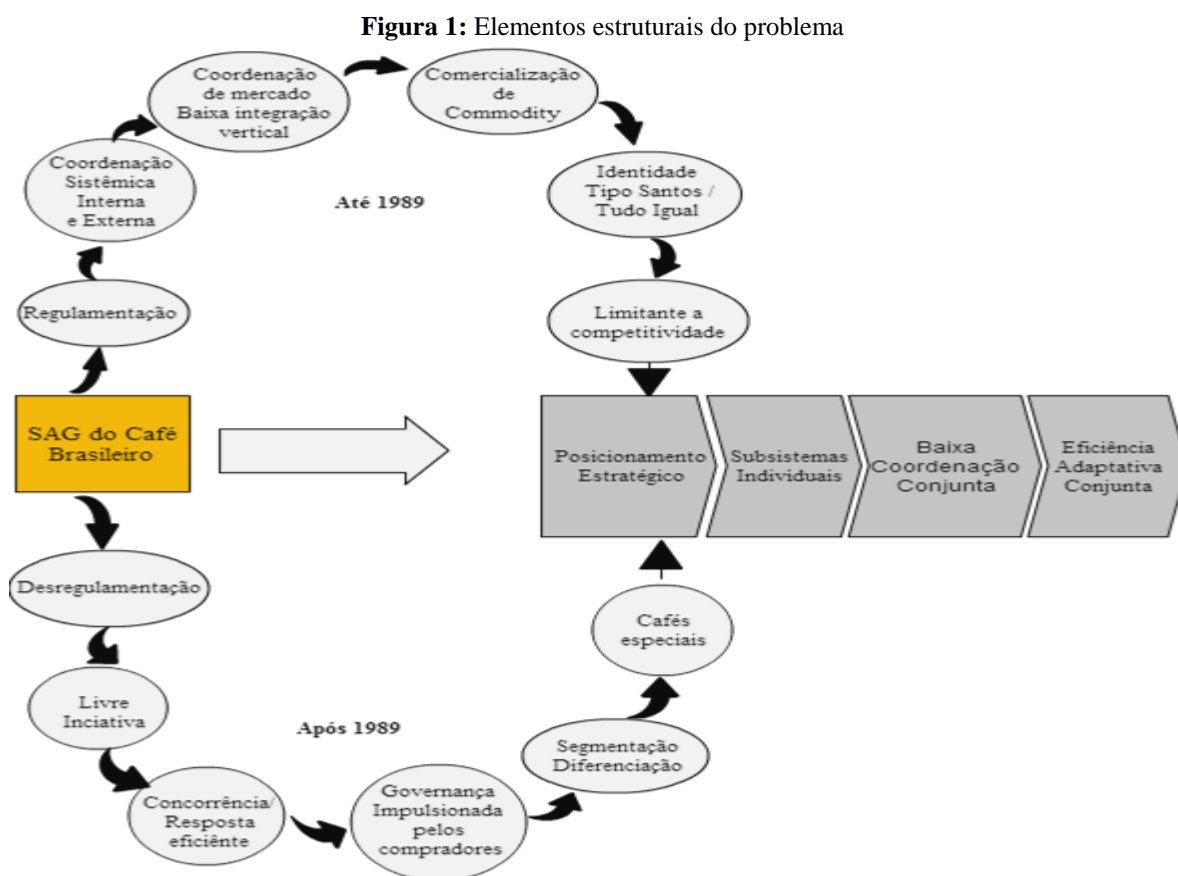 Figura 1: Elementos estruturais do problema
Coordenação
de mercado
Baixa integração
vertical
Comercialização
de
Commodity
Coordenação
Sistêmica
Interna
e Externa
Até 1989
Identidade
Tipo Santos /
Tudo Igual
Regulamentação
Limitante a
competitividade
SAG do Café
Brasileiro
Posicionamento
Estratégico
Subsistemas
Individuais
Baixa
Coordenação
Conjunta
Eficiência
Adaptativa
Conjunta
Desregulamentação
Cafés
especiais
Livre
Inciativa
Após 1989
Segmentação
Diferenciação
Concorrência/
Resposta
eficiênte
Governança
Impulsionada
pelos
compradores